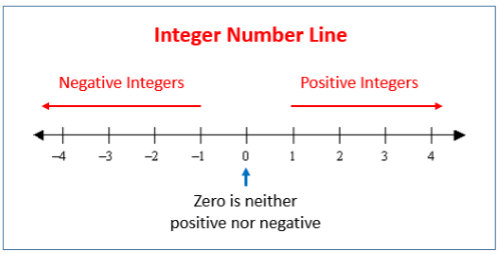 Integer Number Line
Negative Integers Positive Integers
–4 –3 –2 –1 0 1 2 3 4
Zero is neither
positive nor negative